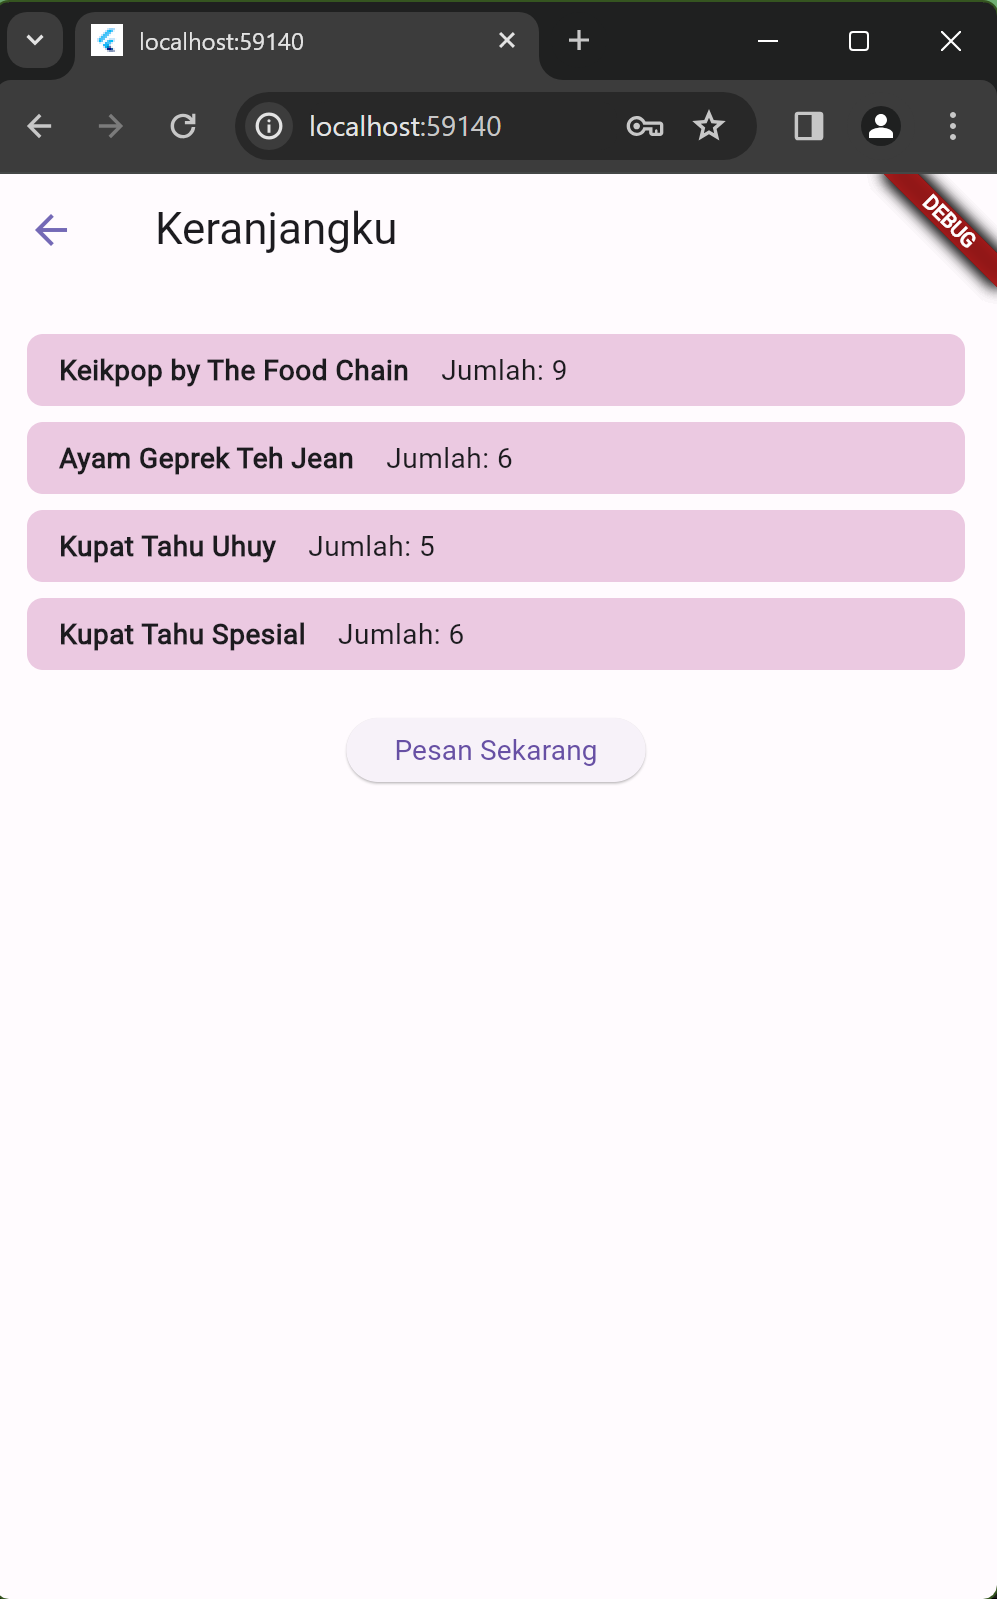 localhost:59140
localhost:59140
Keranjangku
DEBUG
Keikpop by The Food Chain Jumlah: 9
Ayam Geprek Teh Jean Jumlah: 6
Kupat Tahu Uhuy Jumlah: 5
Kupat Tahu Spesial Jumlah: 6
Pesan Sekarang